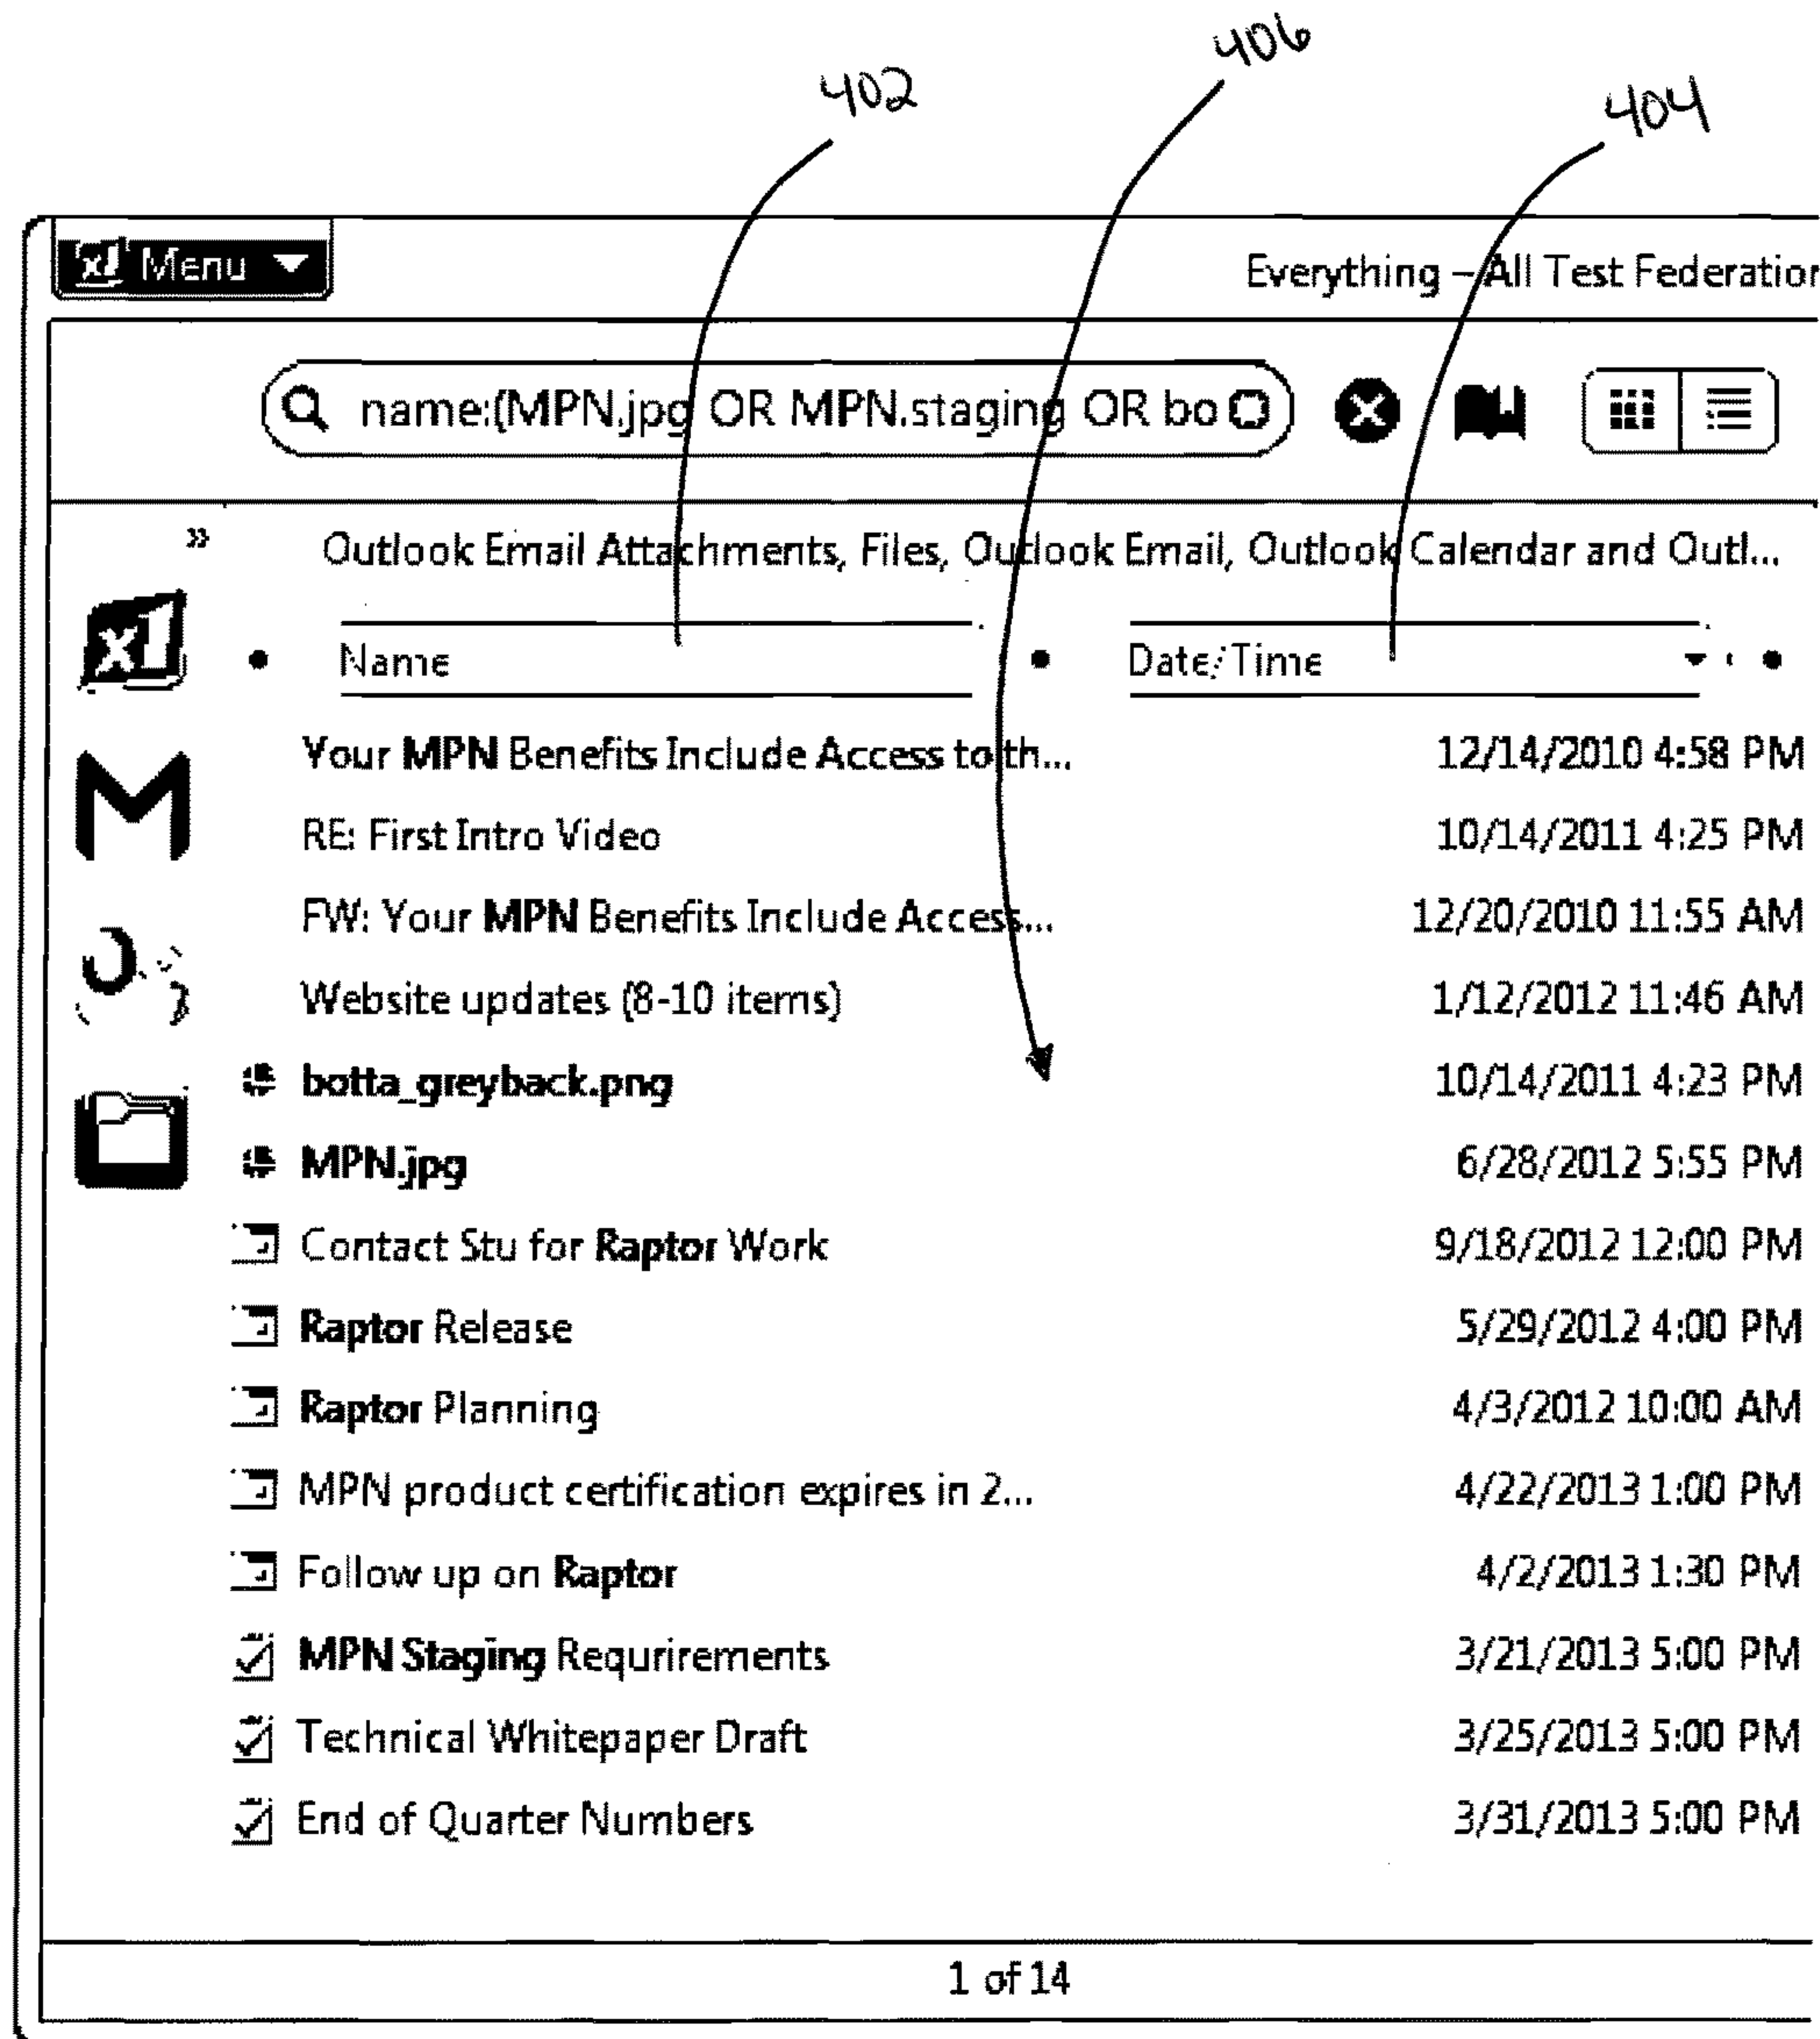 406
402
404
x1 Menu
Everything – All Test Federation
name:(MPN.jpg OR MPN.staging OR bo
» Outlook Email Attachments, Files, Outlook Email, Outlook Calendar and Outl...
x1
• Name • Date/Time •
Your MPN Benefits Include Access to th... 12/14/2010 4:58 PM
M
RE: First Intro Video 10/14/2011 4:25 PM
FW: Your MPN Benefits Include Access... 12/20/2010 11:55 AM
Website updates (8-10 items) 1/12/2012 11:46 AM
botta_greyback.png 10/14/2011 4:23 PM
MPN.jpg 6/28/2012 5:55 PM
Contact Stu for Raptor Work 9/18/2012 12:00 PM
Raptor Release 5/29/2012 4:00 PM
Raptor Planning 4/3/2012 10:00 AM
MPN product certification expires in 2... 4/22/2013 1:00 PM
Follow up on Raptor 4/2/2013 1:30 PM
MPN Staging Requrirements 3/21/2013 5:00 PM
Technical Whitepaper Draft 3/25/2013 5:00 PM
End of Quarter Numbers 3/31/2013 5:00 PM
1 of 14